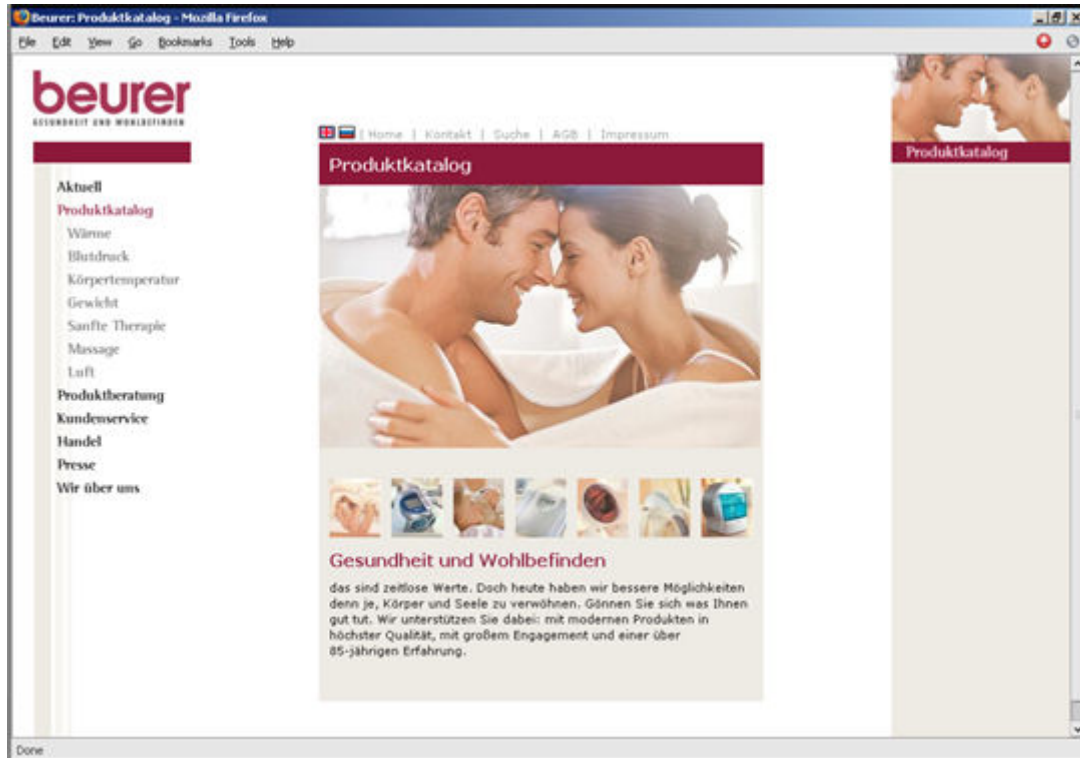 Beurer: Produktkatalog - Mozilla Firefox
File Edit View Go Bookmarks Tools Help
beurer
GESUNDHEIT UND WOHLBEFINDEN
| Home | Kontakt | Suche | AGB | Impressum
Produktkatalog
Produktkatalog
Aktuell
Produktkatalog
Wärme
Blutdruck
Körpertemperatur
Gewicht
Sanfte Therapie
Massage
Luft
Produktberatung
Kundenservice
Handel
Presse
Wir über uns
Gesundheit und Wohlbefinden
das sind zeitlose Werte. Doch heute haben wir bessere Möglichkeiten
denn je, Körper und Seele zu verwöhnen. Gönnen Sie sich was Ihnen
gut tut. Wir unterstützen Sie dabei: mit modernen Produkten in
höchster Qualität, mit großem Engagement und einer über
85-jährigen Erfahrung.
Done